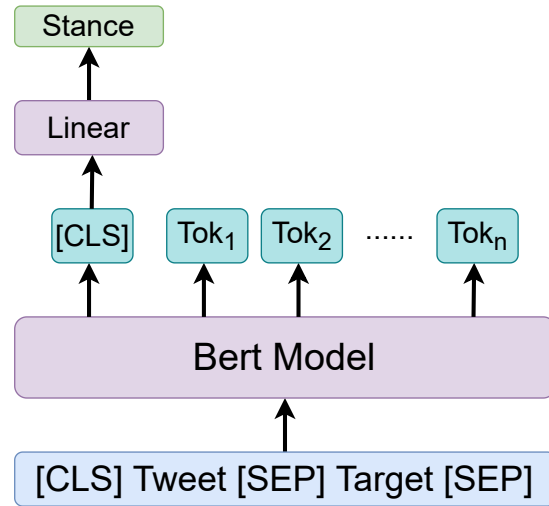 Stance
Linear
[CLS] Tok₁ Tok₂ ...... Tokₙ
Bert Model
[CLS] Tweet [SEP] Target [SEP]